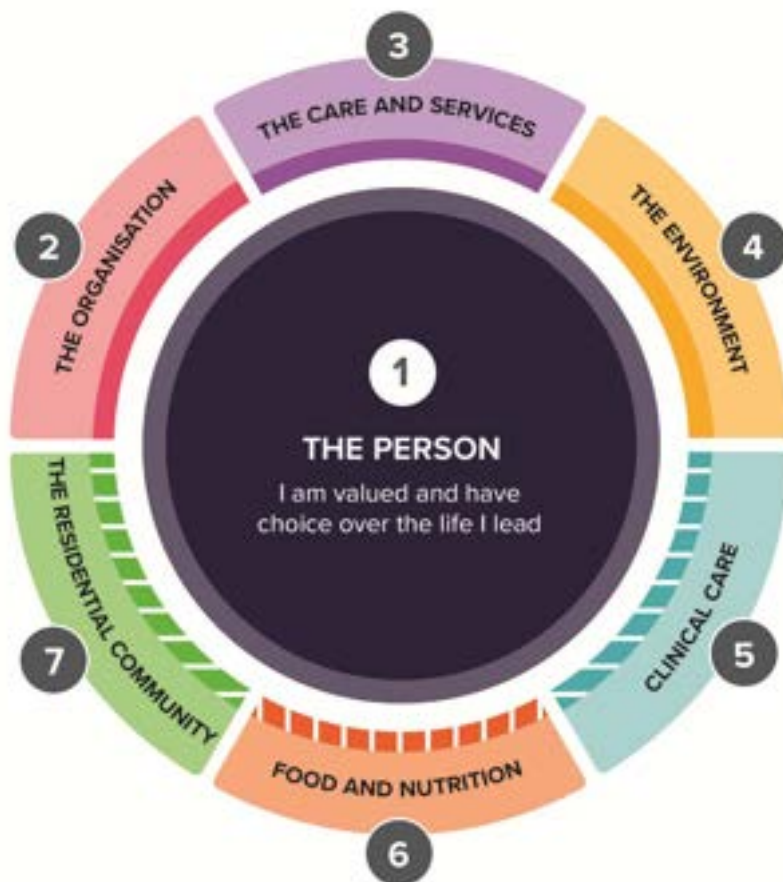 3
THE CARE AND SERVICES
2
THE ORGANISATION
4
THE ENVIRONMENT
1
THE PERSON
I am valued and have
choice over the life I lead
THE RESIDENTIAL COMMUNITY
7
CLINICAL CARE
5
FOOD AND NUTRITION
6